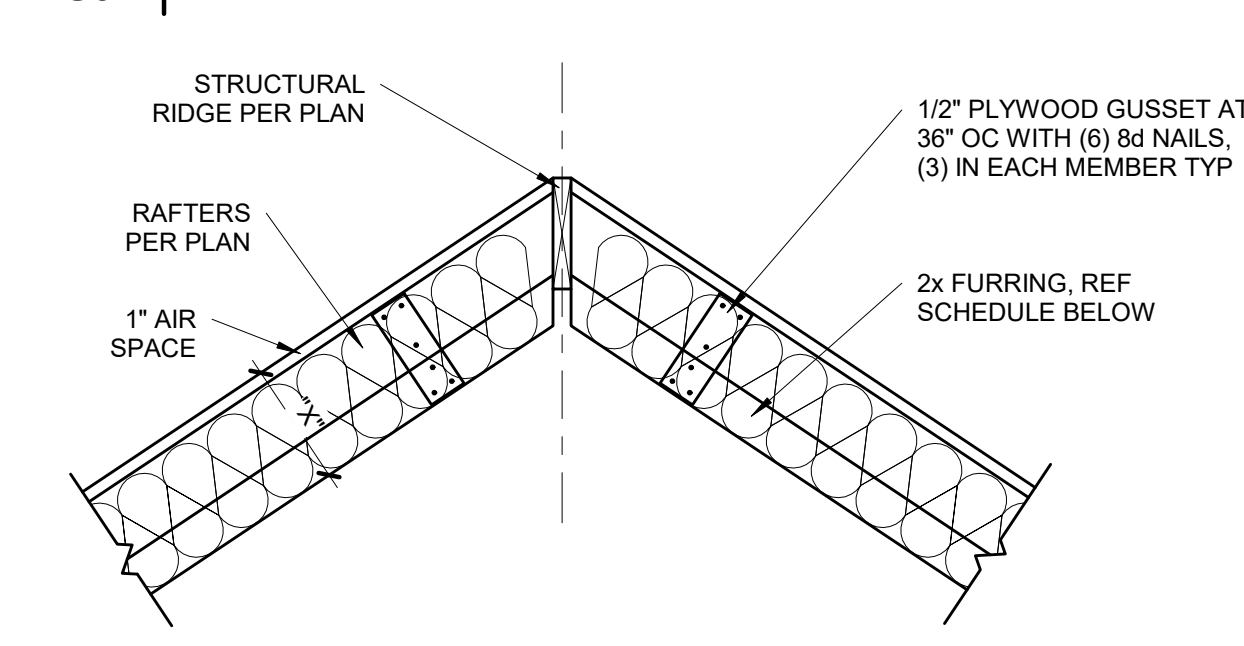 STRUCTURAL
RIDGE PER PLAN
1/2" PLYWOOD GUSSET AT
36" OC WITH (6) 8d NAILS,
(3) IN EACH MEMBER TYP
RAFTERS
PER PLAN
2x FURRING, REF
SCHEDULE BELOW
1" AIR
SPACE
"X"